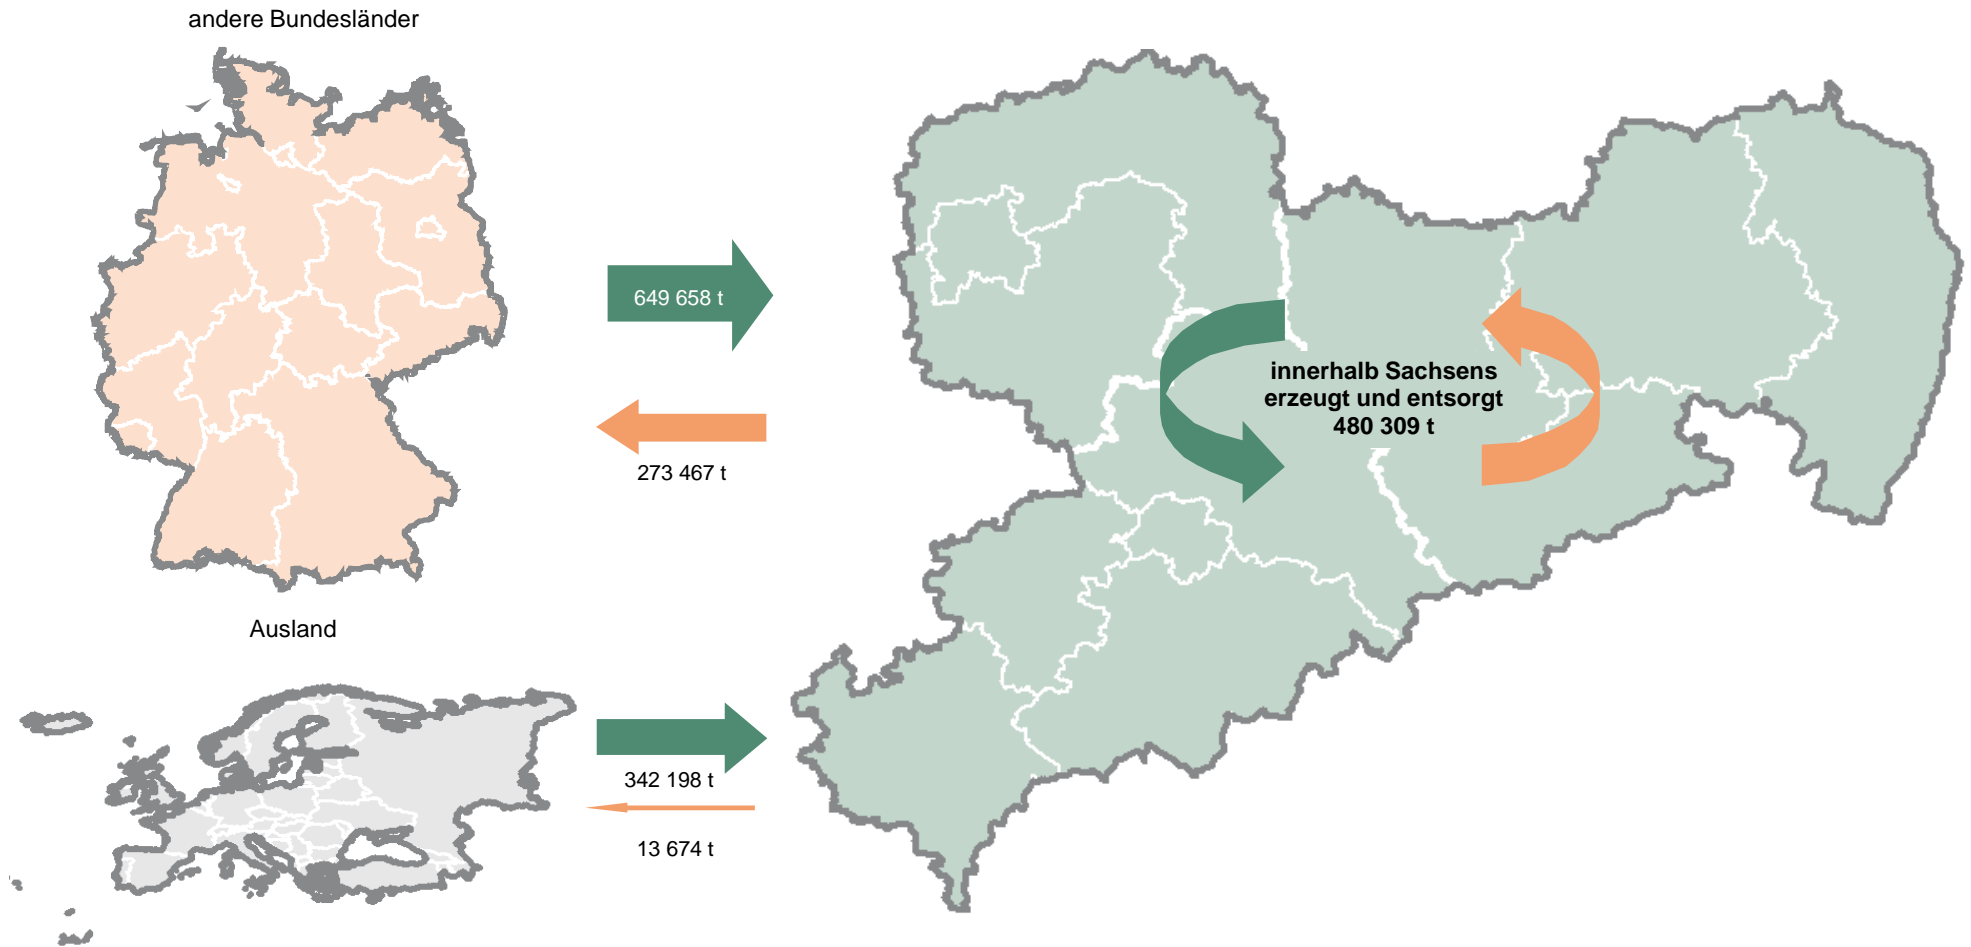 andere Bundesländer
649 658 t
273 467 t
innerhalb Sachsens
erzeugt und entsorgt
480 309 t
Ausland
342 198 t
13 674 t